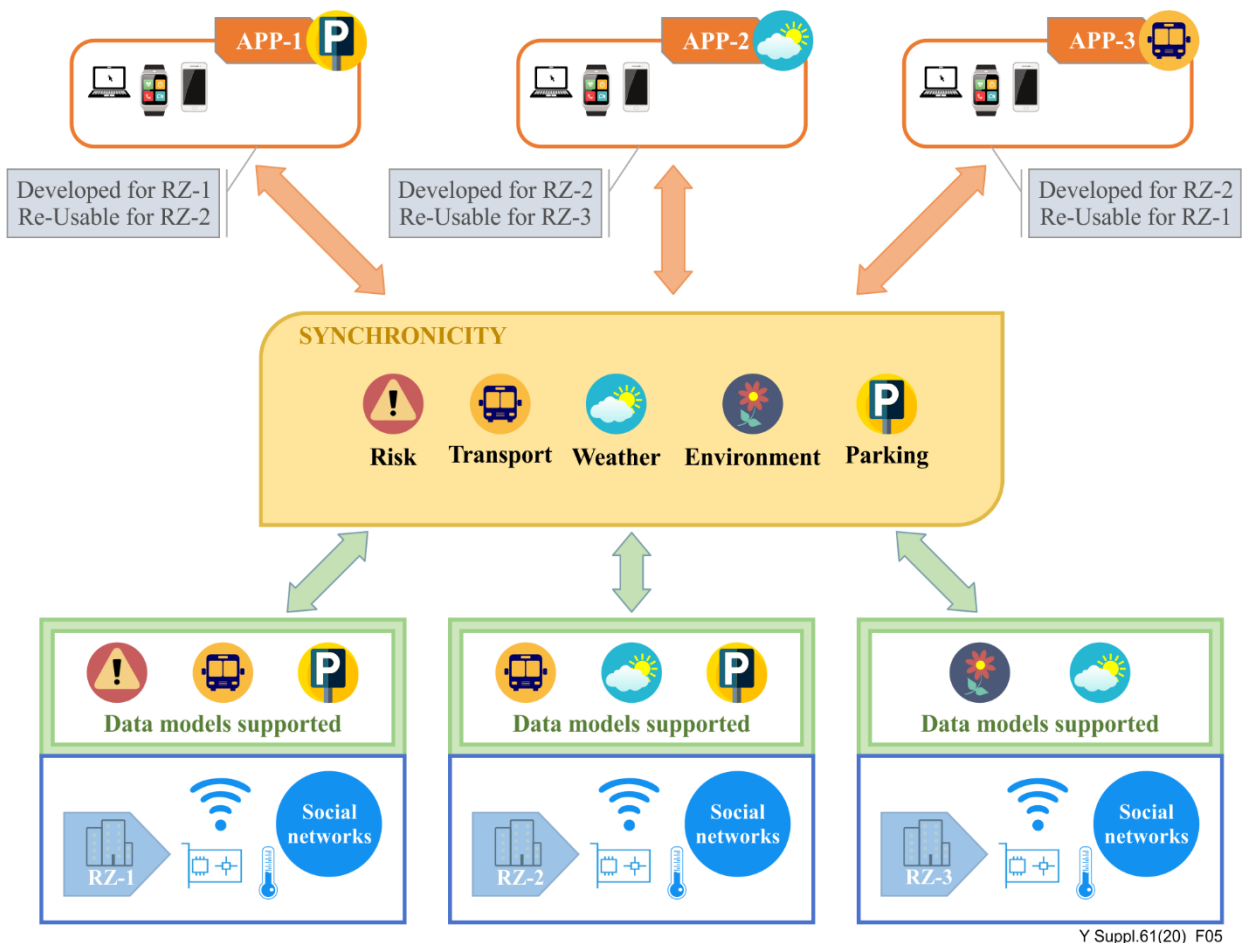 APP-1
P
APP-2
APP-3
Developed for RZ-1
Re-Usable for RZ-2
Developed for RZ-2
Re-Usable for RZ-3
Developed for RZ-2
Re-Usable for RZ-1
SYNCHRONICITY
!
P
Risk
Transport
Weather
Environment
Parking
!
P
P
Data models supported
Data models supported
Data models supported
Social
networks
RZ-1
Social
networks
RZ-2
Social
networks
RZ-3
Y Suppl.61(20)_F05